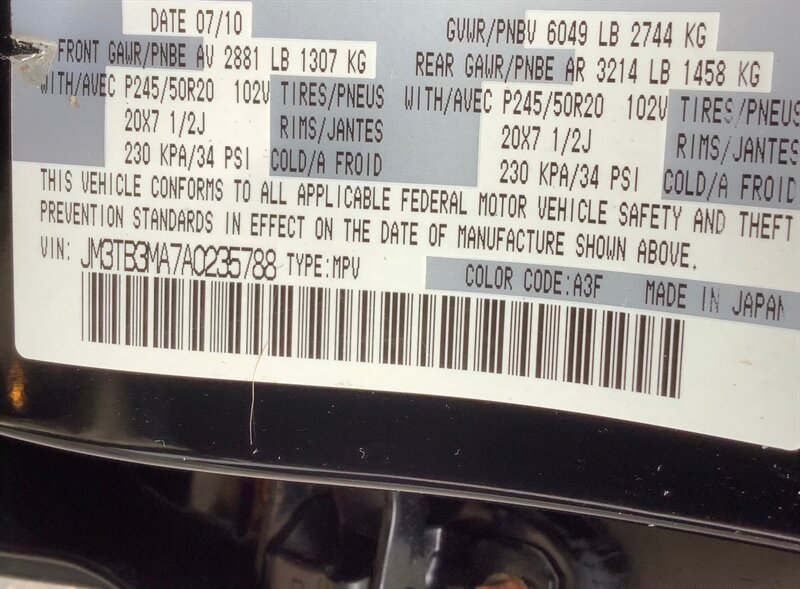 DATE 07/10 GVWR/PNBV 6049 LB 2744 KG
FRONT GAWR/PNBE AV 2881 LB 1307 KG REAR GAWR/PNBE AR 3214 LB 1458 KG
WITH/AVEC P245/50R20 102V TIRES/PNEUS WITH/AVEC P245/50R20 102V TIRES/PNEUS
20X7 1/2J RIMS/JANTES 20X7 1/2J RIMS/JANTES
230 KPA/34 PSI COLD/A FROID 230 KPA/34 PSI COLD/A FROID
THIS VEHICLE CONFORMS TO ALL APPLICABLE FEDERAL MOTOR VEHICLE SAFETY AND THEFT
PREVENTION STANDARDS IN EFFECT ON THE DATE OF MANUFACTURE SHOWN ABOVE.
VIN: JM3TB3MA7A0235788 TYPE:MPV COLOR CODE:A3F MADE IN JAPAN